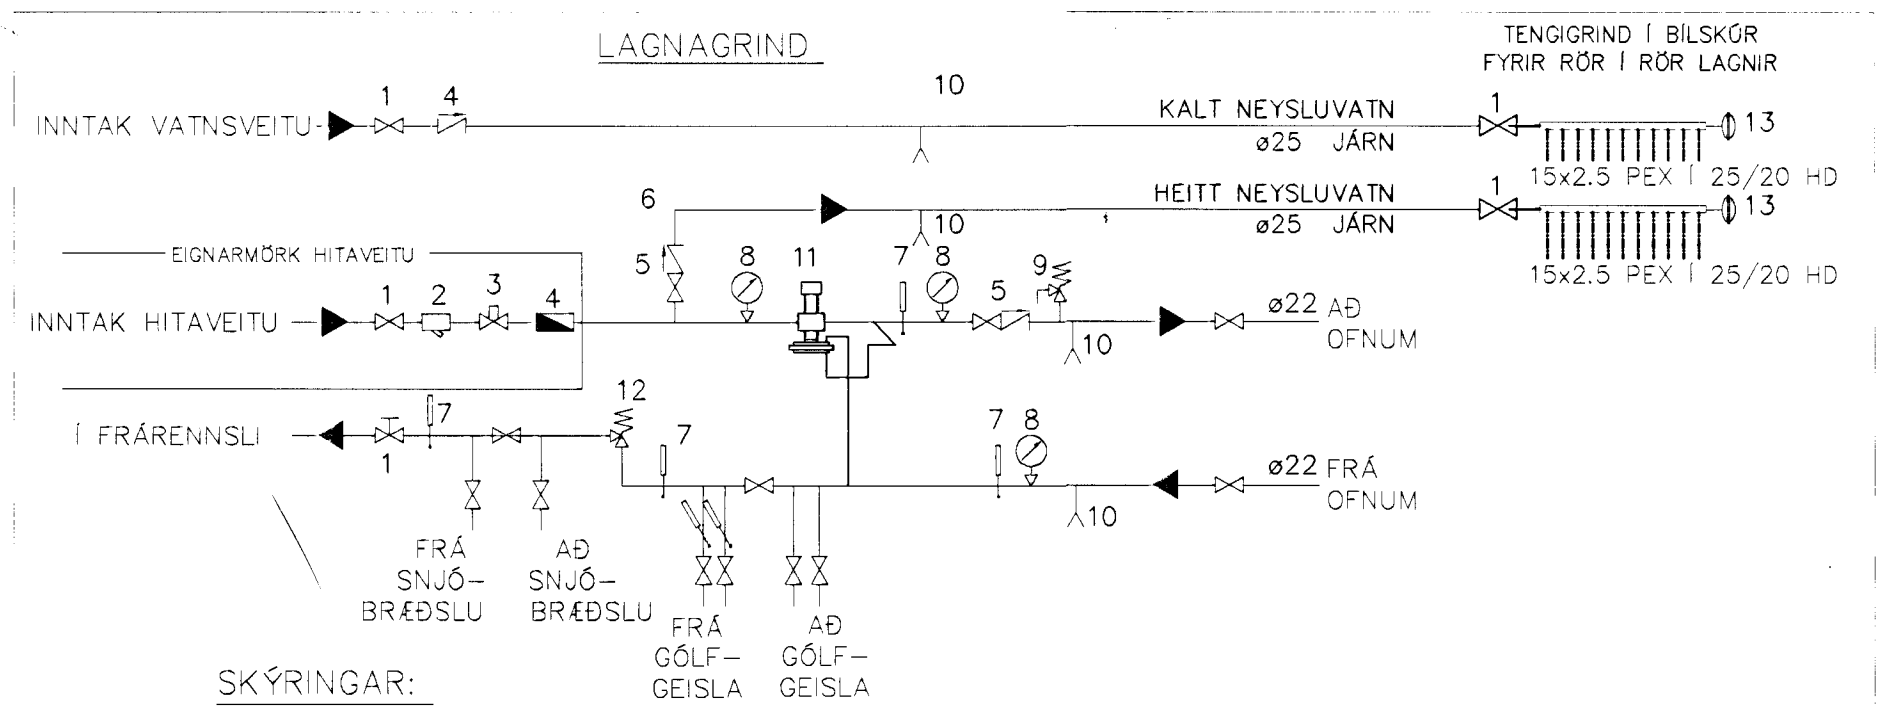 LAGNAGRIND
TENGIGRIND Í BÍLSKÚR
FYRIR RÖR Í RÖR LAGNIR
INNTAK VATNSVEITU
1
4
10
KALT NEYSLUVATN
ø25 JÁRN
1
13
15x2.5 PEX Í 25/20 HD
6
10
HEITT NEYSLUVATN
ø25 JÁRN
1
13
15x2.5 PEX Í 25/20 HD
EIGNARMÖRK HITAVEITU
INNTAK HITAVEITU
1
2
3
4
5
8
11
7
8
5
9
10
ø22 AÐ
OFNUM
Í FRÁRENNSLI
1
7
12
7
7
8
10
ø22 FRÁ
OFNUM
FRÁ
SNJÓ-
BRÆÐSLU
AÐ
SNJÓ-
BRÆÐSLU
FRÁ
GÓLF-
GEISLA
AÐ
GÓLF-
GEISLA
SKÝRINGAR: